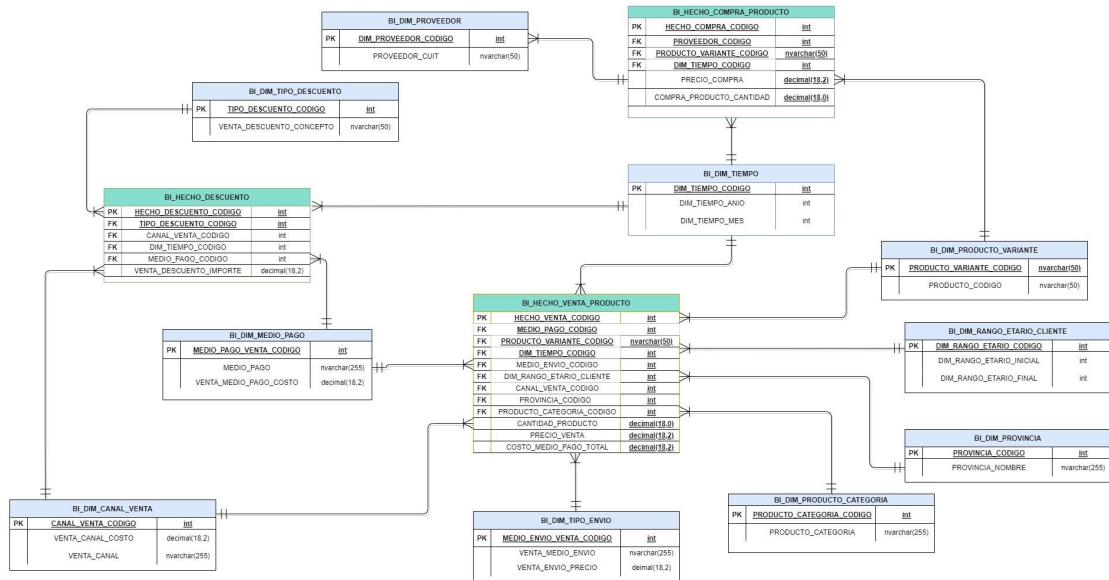 BI_DIM_PROVEEDOR
PK DIM_PROVEEDOR_CODIGO int
PROVEEDOR_CUIT nvarchar(50)
BI_HECHO_COMPRA_PRODUCTO
PK HECHO_COMPRA_CODIGO int
FK PROVEEDOR_CODIGO int
FK PRODUCTO_VARIANTE_CODIGO nvarchar(50)
FK DIM_TIEMPO_CODIGO int
PRECIO_COMPRA decimal(18,2)
COMPRA_PRODUCTO_CANTIDAD decimal(18,0)
BI_DIM_TIPO_DESCUENTO
PK TIPO_DESCUENTO_CODIGO int
VENTA_DESCUENTO_CONCEPTO nvarchar(50)
BI_DIM_TIEMPO
PK DIM_TIEMPO_CODIGO int
DIM_TIEMPO_ANIO int
DIM_TIEMPO_MES int
BI_HECHO_DESCUENTO
PK HECHO_DESCUENTO_CODIGO int
FK TIPO_DESCUENTO_CODIGO int
FK CANAL_VENTA_CODIGO int
FK DIM_TIEMPO_CODIGO int
FK MEDIO_PAGO_CODIGO int
VENTA_DESCUENTO_IMPORTE decimal(18,2)
BI_DIM_PRODUCTO_VARIANTE
PK PRODUCTO_VARIANTE_CODIGO nvarchar(50)
PRODUCTO_CODIGO nvarchar(50)
BI_HECHO_VENTA_PRODUCTO
PK HECHO_VENTA_CODIGO int
FK MEDIO_PAGO_CODIGO int
FK PRODUCTO_VARIANTE_CODIGO nvarchar(50)
FK DIM_TIEMPO_CODIGO int
FK MEDIO_ENVIO_CODIGO int
FK DIM_RANGO_ETARIO_CLIENTE int
FK CANAL_VENTA_CODIGO int
FK PROVINCIA_CODIGO int
FK PRODUCTO_CATEGORIA_CODIGO int
CANTIDAD_PRODUCTO decimal(18,0)
PRECIO_VENTA decimal(18,2)
COSTO_MEDIO_PAGO_TOTAL decimal(18,2)
BI_DIM_MEDIO_PAGO
PK MEDIO_PAGO_VENTA_CODIGO int
MEDIO_PAGO nvarchar(255)
VENTA_MEDIO_PAGO_COSTO decimal(18,2)
BI_DIM_RANGO_ETARIO_CLIENTE
PK DIM_RANGO_ETARIO_CODIGO int
DIM_RANGO_ETARIO_INICIAL int
DIM_RANGO_ETARIO_FINAL int
BI_DIM_PROVINCIA
PK PROVINCIA_CODIGO int
PROVINCIA_NOMBRE nvarchar(255)
BI_DIM_CANAL_VENTA
PK CANAL_VENTA_CODIGO int
VENTA_CANAL_COSTO decimal(18,2)
VENTA_CANAL nvarchar(255)
BI_DIM_TIPO_ENVIO
PK MEDIO_ENVIO_VENTA_CODIGO int
VENTA_MEDIO_ENVIO nvarchar(255)
VENTA_ENVIO_PRECIO deimal(18,2)
BI_DIM_PRODUCTO_CATEGORIA
PK PRODUCTO_CATEGORIA_CODIGO int
PRODUCTO_CATEGORIA nvarchar(255)